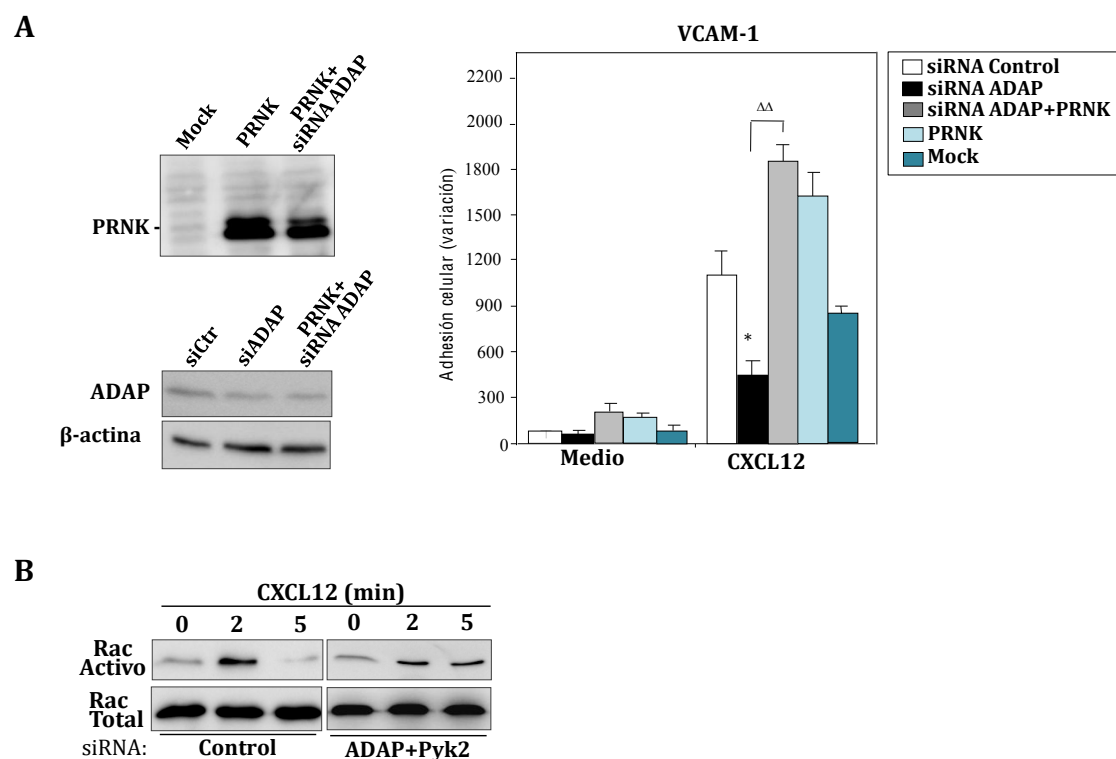 A
Mock
PRNK
PRNK+
siRNA ADAP
PRNK -
siCtr
siADAP
PRNK+
siRNA ADAP
ADAP
β-actina
VCAM-1
Adhesión celular (variación)
2200
2000
1800
1500
1200
900
600
300
0
ΔΔ
*
Medio
CXCL12
siRNA Control
siRNA ADAP
siRNA ADAP+PRNK
PRNK
Mock
B
CXCL12 (min)
0 2 5 0 2 5
Rac
Activo
Rac
Total
siRNA: Control ADAP+Pyk2